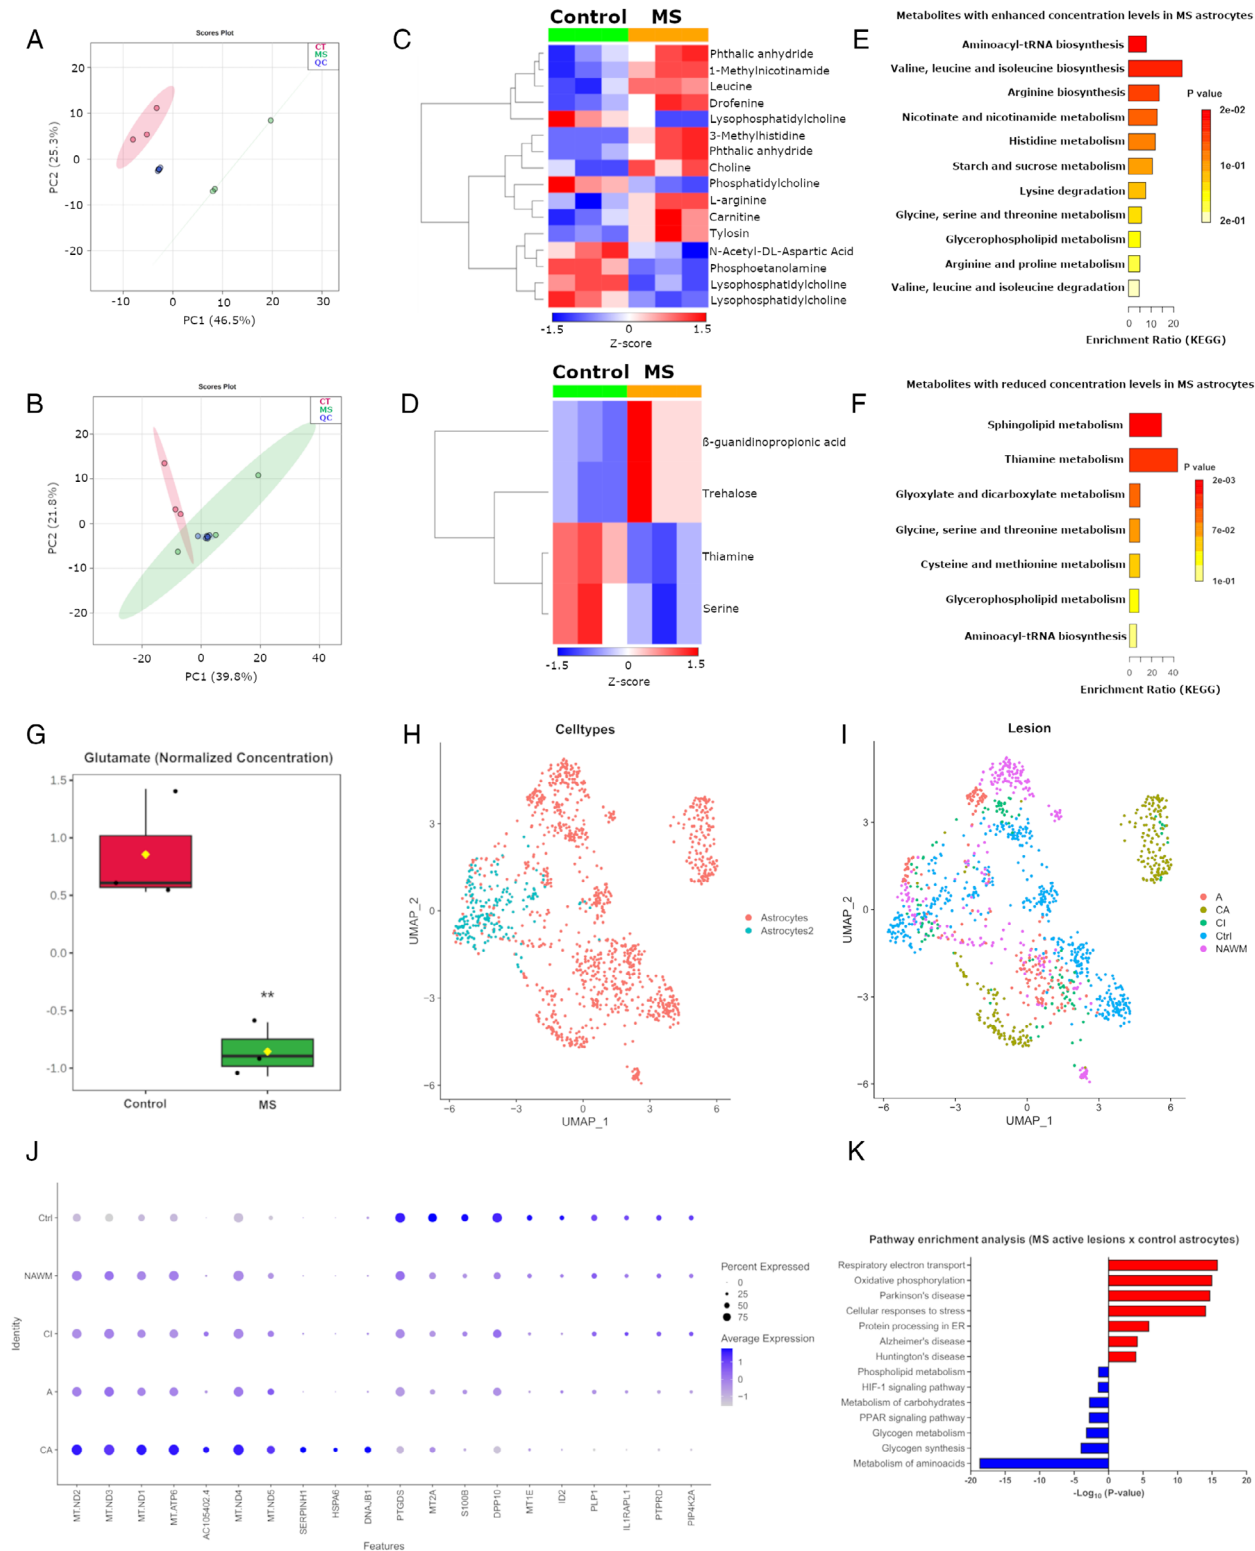 A
Scores Plot
CT
MS
QC
20
10
0
-10
-20
PC2 (25.3%)
-10 0 10 20 30
PC1 (46.5%)
B
Scores Plot
CT
MS
QC
20
10
0
-10
-20
PC2 (21.8%)
-20 0 20 40
PC1 (39.8%)
C
Control MS
Phthalic anhydride
1-Methylnicotinamide
Leucine
Drofenine
Lysophosphatidylcholine
3-Methylhistidine
Phthalic anhydride
Choline
Phosphatidylcholine
L-arginine
Carnitine
Tylosin
N-Acetyl-DL-Aspartic Acid
Phosphoetanolamine
Lysophosphatidylcholine
Lysophosphatidylcholine
-1.5 0 1.5
Z-score
D
Control MS
ß-guanidinopropionic acid
Trehalose
Thiamine
Serine
-1.5 0 1.5
Z-score
E
Metabolites with enhanced concentration levels in MS astrocytes
Aminoacyl-tRNA biosynthesis
Valine, leucine and isoleucine biosynthesis
Arginine biosynthesis
Nicotinate and nicotinamide metabolism
Histidine metabolism
Starch and sucrose metabolism
Lysine degradation
Glycine, serine and threonine metabolism
Glycerophospholipid metabolism
Arginine and proline metabolism
Valine, leucine and isoleucine degradation
0 10 20
Enrichment Ratio (KEGG)
P value
2e-02
1e-01
2e-01
F
Metabolites with reduced concentration levels in MS astrocytes
Sphingolipid metabolism
Thiamine metabolism
Glyoxylate and dicarboxylate metabolism
Glycine, serine and threonine metabolism
Cysteine and methionine metabolism
Glycerophospholipid metabolism
Aminoacyl-tRNA biosynthesis
0 20 40
Enrichment Ratio (KEGG)
P value
2e-03
7e-02
1e-01
G
Glutamate (Normalized Concentration)
1.5
1.0
0.5
0.0
-0.5
-1.0
**
Control MS
H
Celltypes
3
0
−3
−6
UMAP_2
−6 −3 0 3 6
UMAP_1
Astrocytes
Astrocytes2
I
Lesion
3
0
−3
−6
UMAP_2
−6 −3 0 3 6
UMAP_1
A
CA
CI
Ctrl
NAWM
J
Identity
Ctrl
NAWM
CI
A
CA
MT.ND2
MT.ND3
MT.ND1
MT.ATP6
AC105402.4
MT.ND4
MT.ND5
SERPINH1
HSPA6
DNAJB1
PTGDS
MT2A
S100B
DPP10
MT1E
ID2
PLP1
IL1RAPL1
PTPRD
PIP4K2A
Features
Percent Expressed
0
25
50
75
Average Expression
1
0
−1
K
Pathway enrichment analysis (MS active lesions x control astrocytes)
Respiratory electron transport
Oxidative phosphorylation
Parkinson's disease
Cellular responses to stress
Protein processing in ER
Alzheimer's disease
Huntington's disease
Phospholipid metabolism
HIF-1 signaling pathway
Metabolism of carbohydrates
PPAR signaling pathway
Glycogen metabolism
Glycogen synthesis
Metabolism of aminoacids
-20 -15 -10 -5 0 5 10 15 20
-Log10 (P-value)